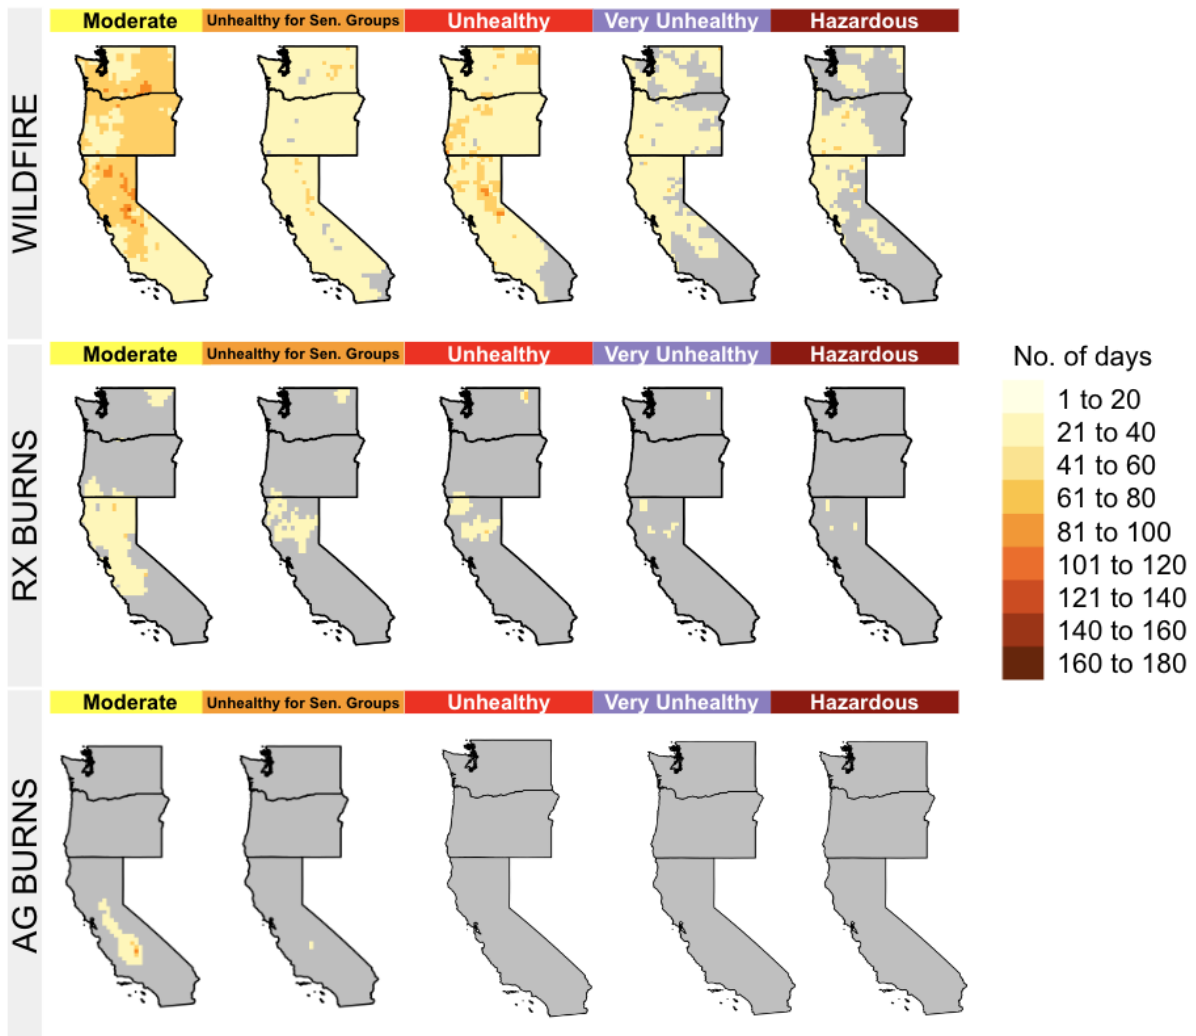 Moderate Unhealthy for Sen. Groups Unhealthy Very Unhealthy Hazardous
WILDFIRE
Moderate Unhealthy for Sen. Groups Unhealthy Very Unhealthy Hazardous
RX BURNS
Moderate Unhealthy for Sen. Groups Unhealthy Very Unhealthy Hazardous
AG BURNS
No. of days
1 to 20
21 to 40
41 to 60
61 to 80
81 to 100
101 to 120
121 to 140
140 to 160
160 to 180